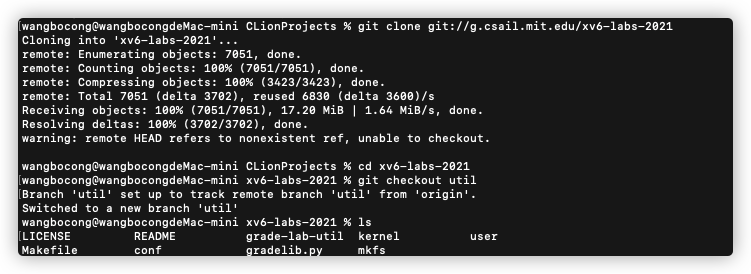 [wangbocong@wangbocongdeMac-mini CLionProjects % git clone git://g.csail.mit.edu/xv6-labs-2021
Cloning into 'xv6-labs-2021'...
remote: Enumerating objects: 7051, done.
remote: Counting objects: 100% (7051/7051), done.
remote: Compressing objects: 100% (3423/3423), done.
remote: Total 7051 (delta 3702), reused 6830 (delta 3600)/s
Receiving objects: 100% (7051/7051), 17.20 MiB | 1.64 MiB/s, done.
Resolving deltas: 100% (3702/3702), done.
warning: remote HEAD refers to nonexistent ref, unable to checkout.
wangbocong@wangbocongdeMac-mini CLionProjects % cd xv6-labs-2021
[wangbocong@wangbocongdeMac-mini xv6-labs-2021 % git checkout util
Branch 'util' set up to track remote branch 'util' from 'origin'.
Switched to a new branch 'util'
wangbocong@wangbocongdeMac-mini xv6-labs-2021 % ls
[LICENSE README grade-lab-util kernel user
Makefile conf gradelib.py mkfs